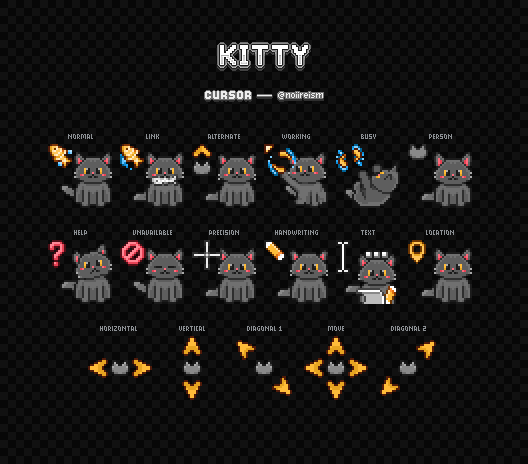 KITTY
CURSOR — @noiireism
NORMAL LINK ALTERNATE WORKING BUSY PERSON
HELP UNAVAILABLE PRECISION HANDWRITING TEXT LOCATION
HORIZONTAL VERTICAL DIAGONAL 1 MOVE DIAGONAL 2